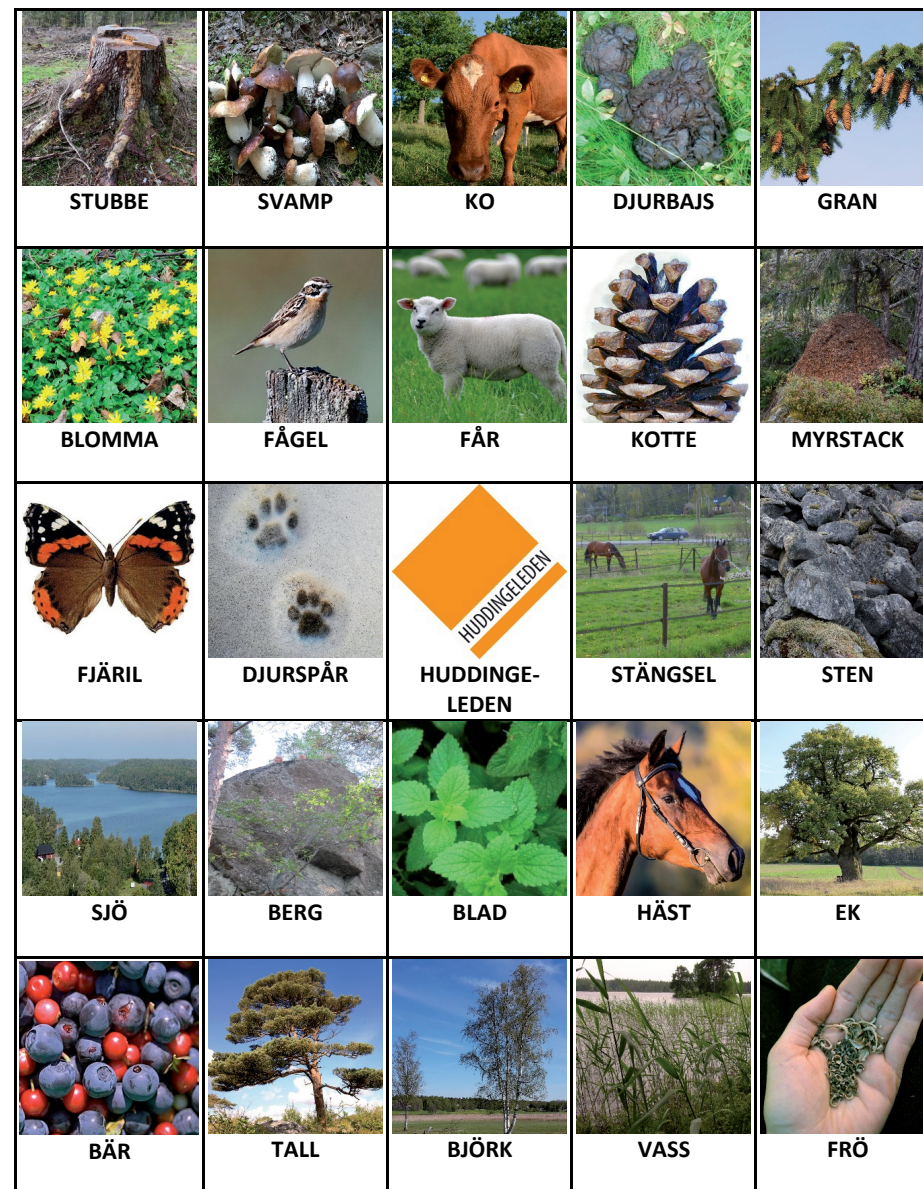 STUBBE
SVAMP
KO
DJURBAJS
GRAN
BLOMMA
FÅGEL
FÅR
KOTTE
MYRSTACK
FJÄRIL
DJURSPÅR
HUDDINGELEDEN
HUDDINGE-
LEDEN
STÄNGSEL
STEN
SJÖ
BERG
BLAD
HÄST
EK
BÄR
TALL
BJÖRK
VASS
FRÖ